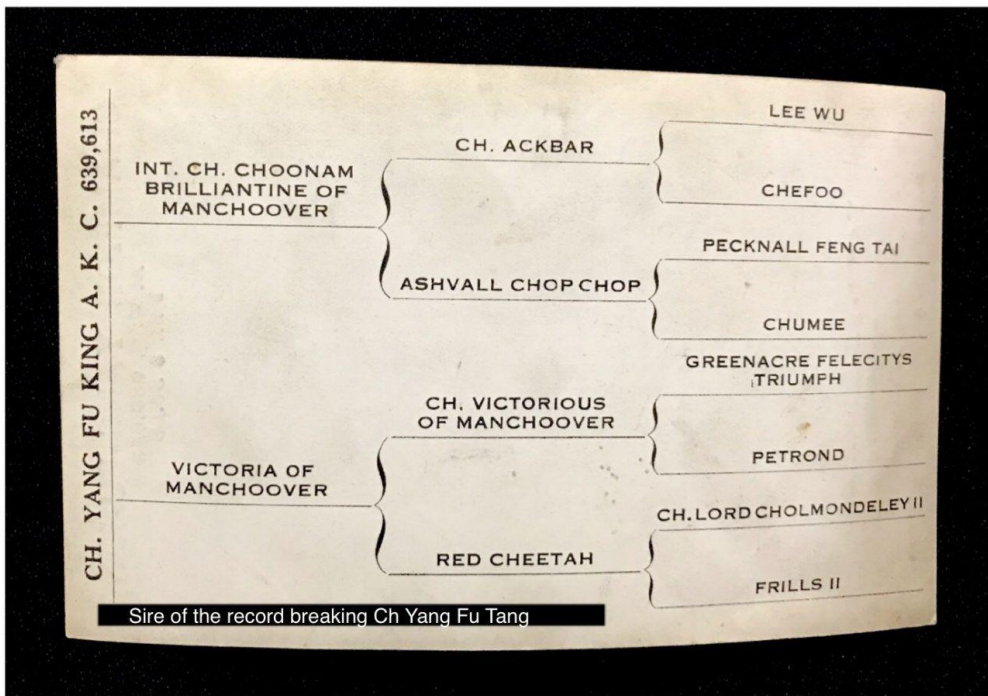 CH. YANG FU KING A. K. C. 639,613
INT. CH. CHOONAM
BRILLIANTINE OF
MANCHOOVER
CH. ACKBAR
LEE WU
CHEFOO
ASHVALL CHOP CHOP
PECKNALL FENG TAI
CHUMEE
VICTORIA OF
MANCHOOVER
CH. VICTORIOUS
OF MANCHOOVER
GREENACRE FELECITYS
TRIUMPH
PETROND
RED CHEETAH
CH. LORD CHOLMONDELEY II
FRILLS II
Sire of the record breaking Ch Yang Fu Tang